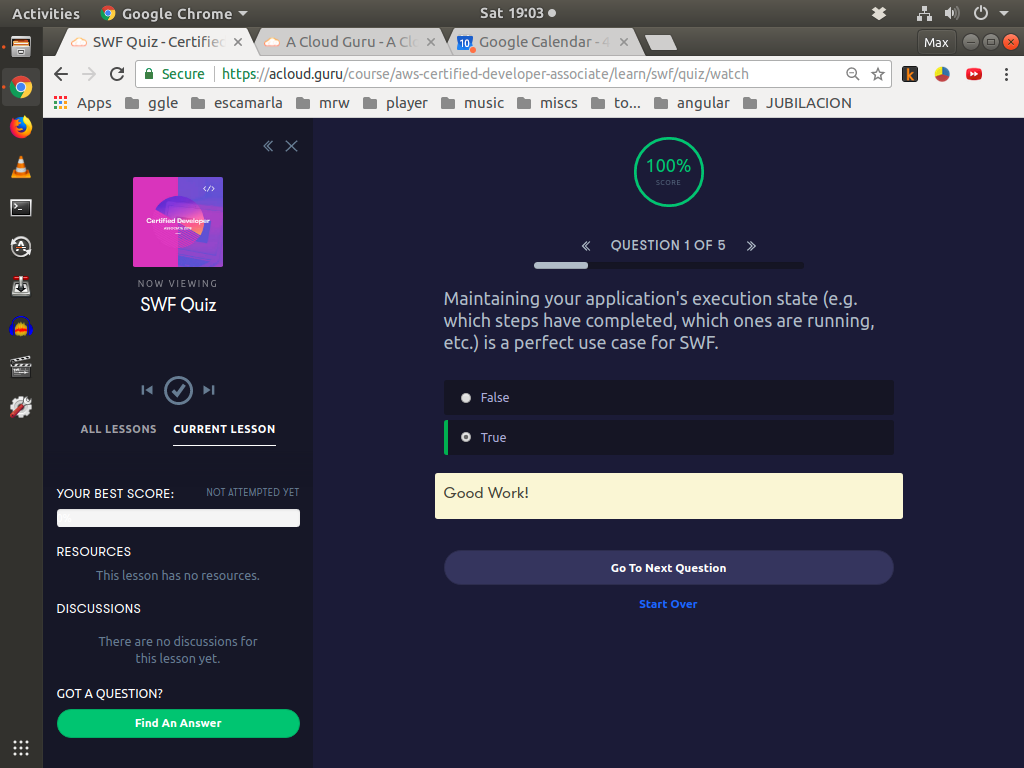 Activities Google Chrome Sat 19:03
SWF Quiz - Certified A Cloud Guru - A Clo Google Calendar - 4 Max
Secure https://acloud.guru/course/aws-certified-developer-associate/learn/swf/quiz/watch
Apps ggle escamarla mrw player music miscs to... angular JUBILACION
</>
Certified Developer
NOW VIEWING
SWF Quiz
ALL LESSONS CURRENT LESSON
YOUR BEST SCORE: NOT ATTEMPTED YET
RESOURCES
This lesson has no resources.
DISCUSSIONS
There are no discussions for
this lesson yet.
GOT A QUESTION?
Find An Answer
100%
SCORE
« QUESTION 1 OF 5 »
Maintaining your application's execution state (e.g.
which steps have completed, which ones are running,
etc.) is a perfect use case for SWF.
False
True
Good Work!
Go To Next Question
Start Over